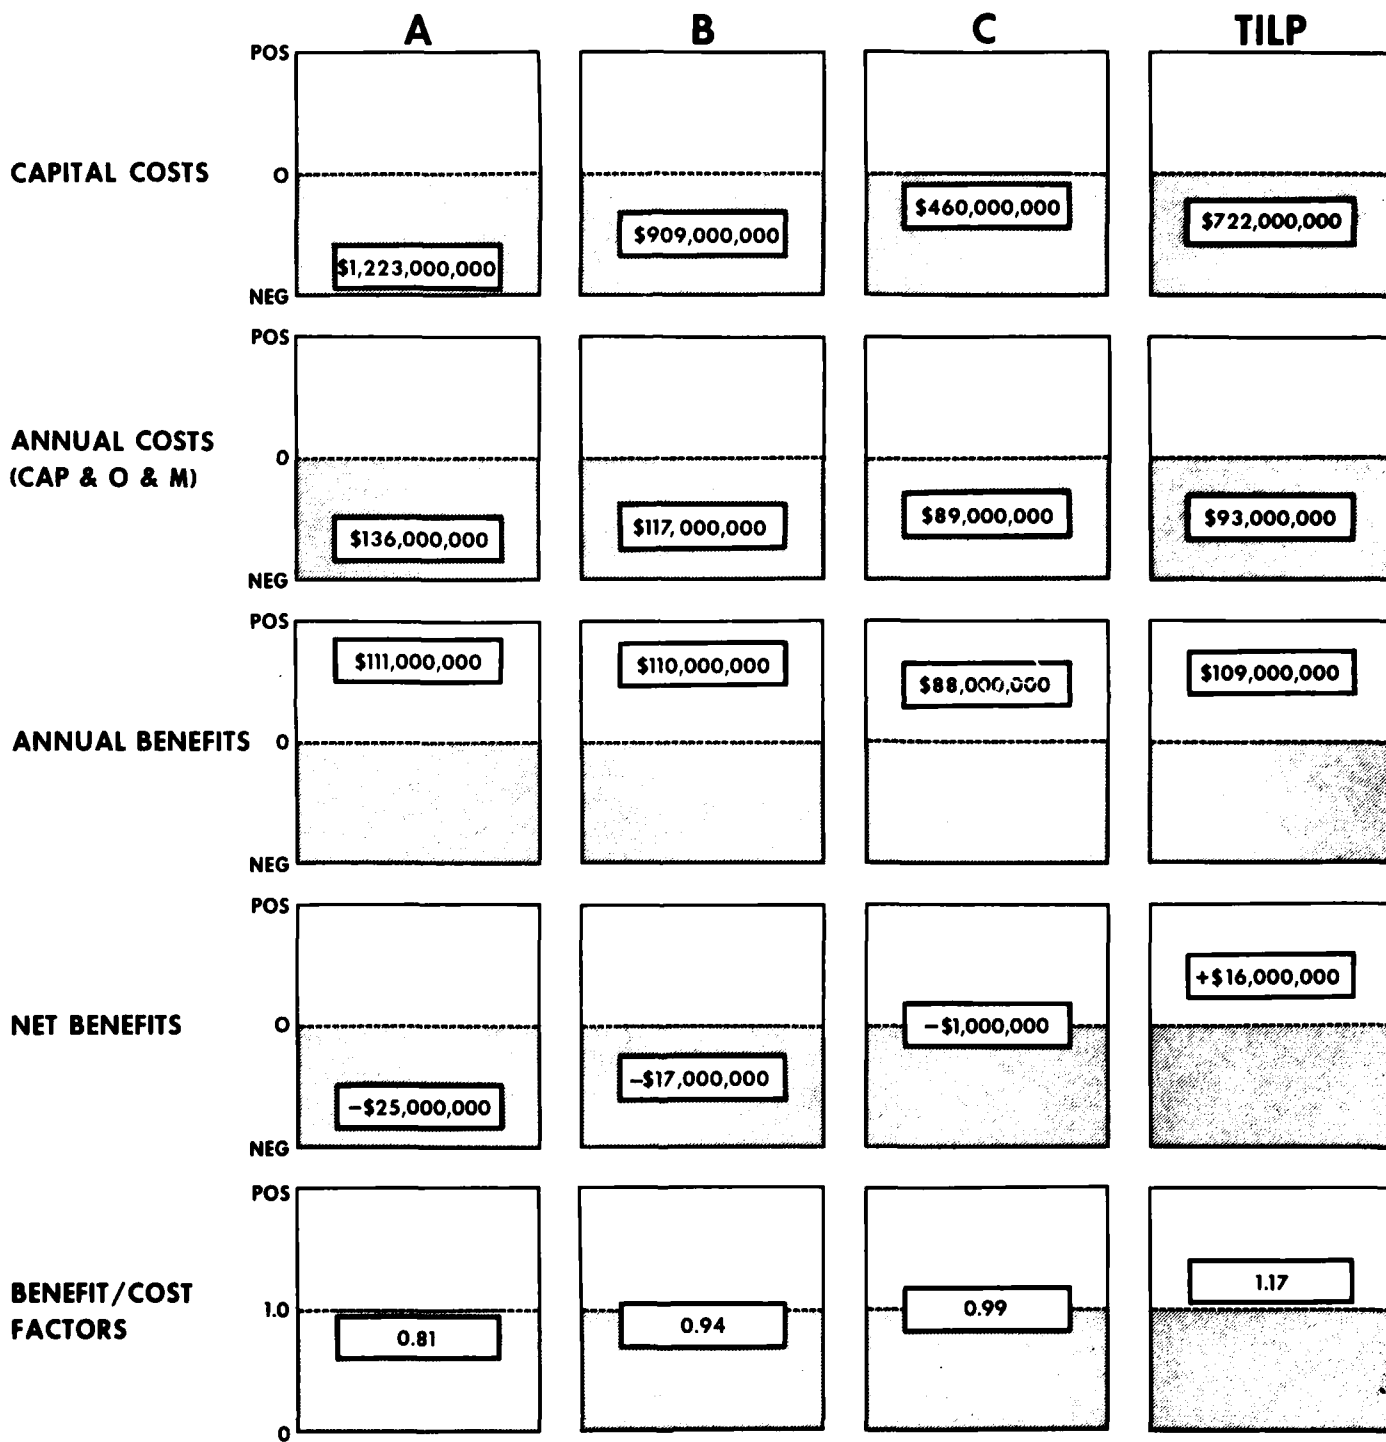 A B C TILP
POS
CAPITAL COSTS O
$1,223,000,000 $909,000,000 $460,000,000 $722,000,000
NEG
POS
ANNUAL COSTS
(CAP & O & M)
O
$136,000,000 $117,000,000 $89,000,000 $93,000,000
NEG
POS
$111,000,000 $110,000,000 $88,000,000 $109,000,000
ANNUAL BENEFITS O
NEG
POS
+$16,000,000
NET BENEFITS O
−$25,000,000 −$17,000,000 −$1,000,000
NEG
POS
BENEFIT/COST
FACTORS
1.0
0.81 0.94 0.99 1.17
O